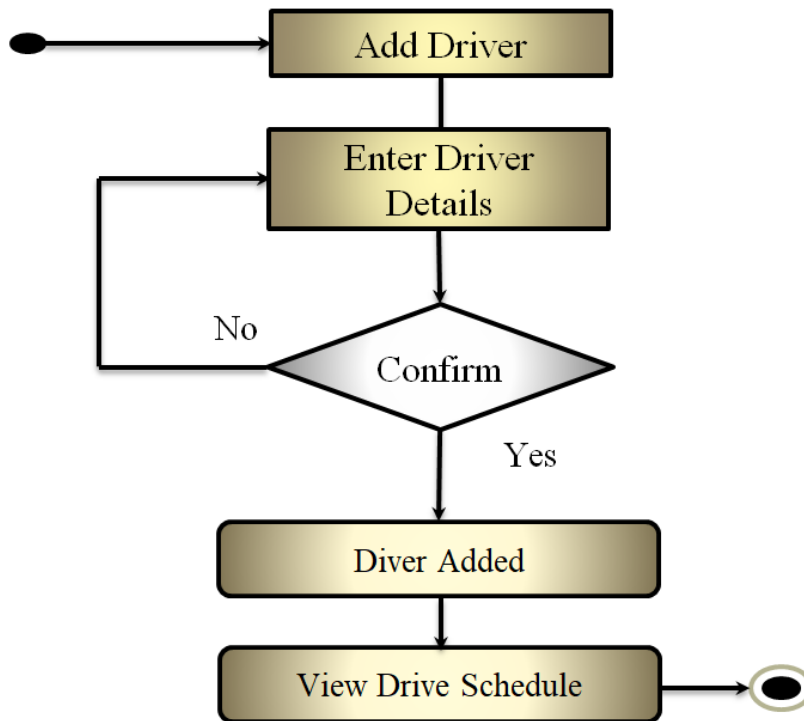 Add Driver
Enter Driver
Details
No
Confirm
Yes
Diver Added
View Drive Schedule